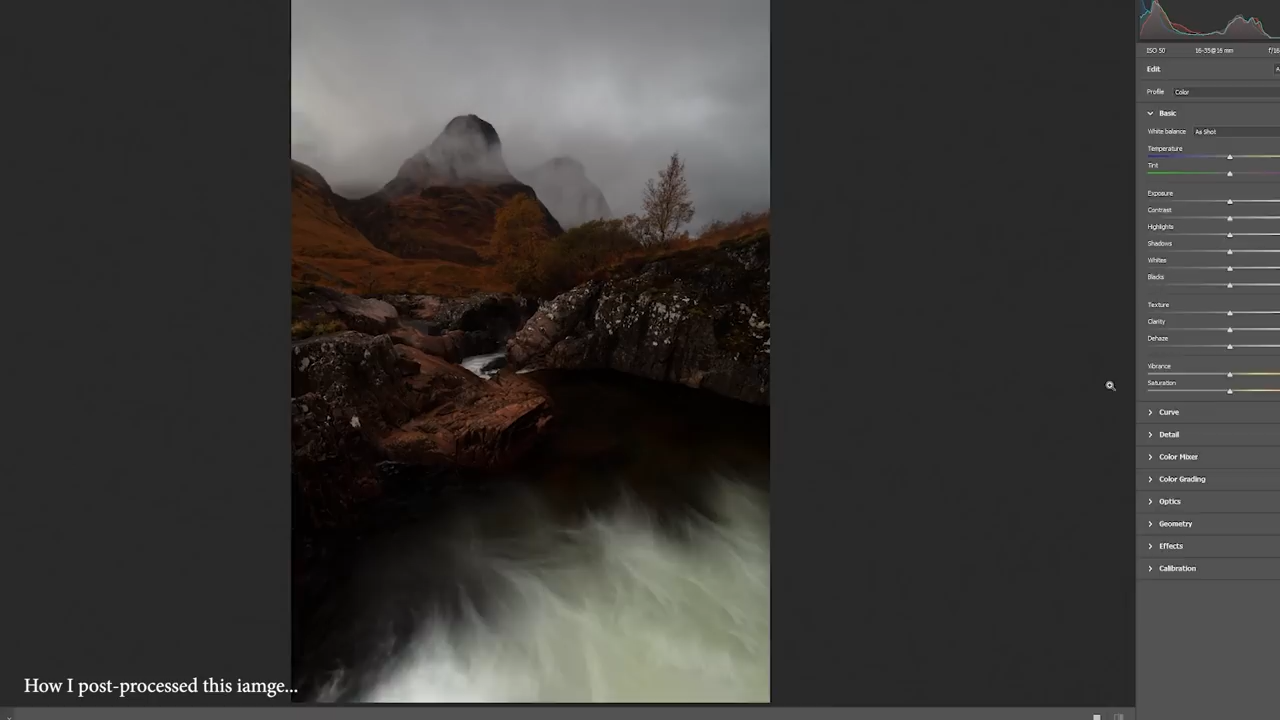 ISO 50 16-35@16 mm f/16
Edit
Profile Color
Basic
White balance As Shot
Temperature
Tint
Exposure
Contrast
Highlights
Shadows
Whites
Blacks
Texture
Clarity
Dehaze
Vibrance
Saturation
Curve
Detail
Color Mixer
Color Grading
Optics
Geometry
Effects
Calibration
How I post-processed this iamge...